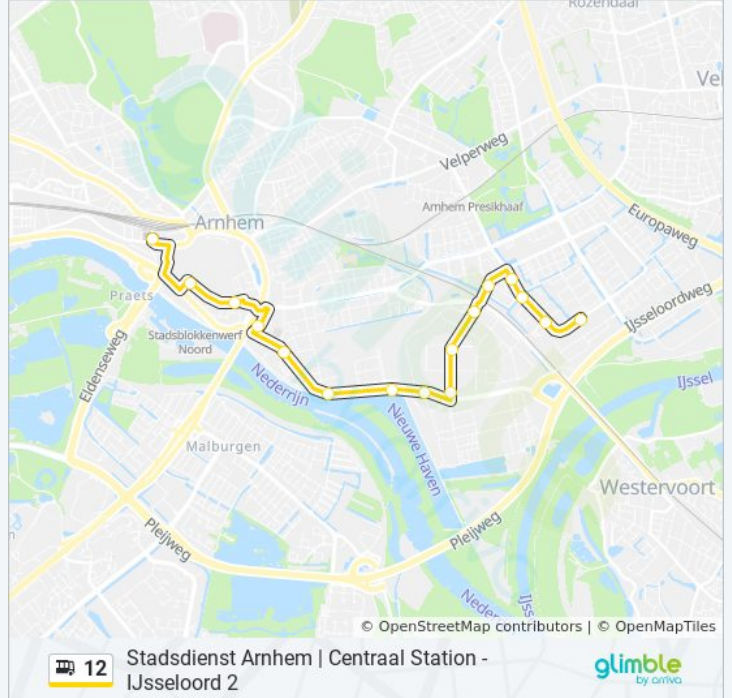 Rozendaal
Vel
Velperweg
Arnhem Presikhaaf
Arnhem
Europaweg
Praets
IJsseloordweg
Stadsblokkenwerf
Noord
Eldenseweg
Nederrijn
IJssel
Nieuwe Haven
Malburgen
Westervoort
Pleijweg
Pleijweg
Neder
IJss
© OpenStreetMap contributors | © OpenMapTiles
12
Stadsdienst Arnhem | Centraal Station -
IJsseloord 2
glimble
by arriva